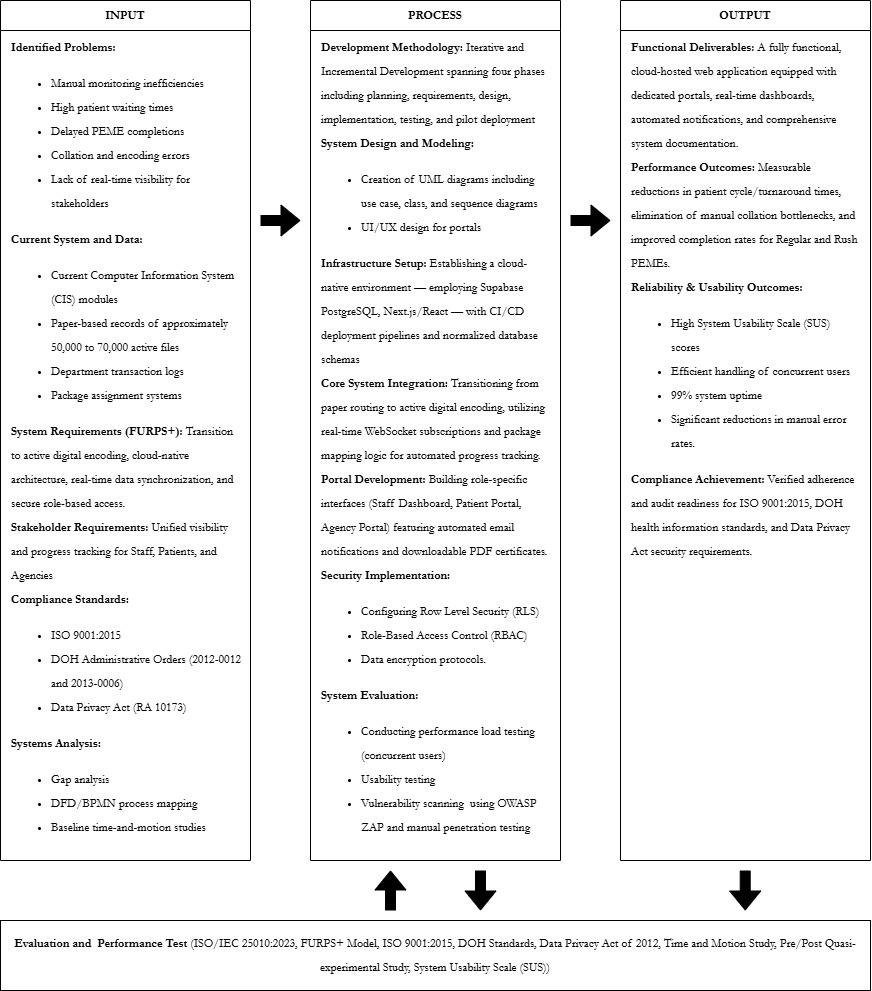 INPUT
Identified Problems:
• Manual monitoring inefficiencies
• High patient waiting times
• Delayed PEME completions
• Collation and encoding errors
• Lack of real-time visibility for
stakeholders
Current System and Data:
• Current Computer Information System
(CIS) modules
• Paper-based records of approximately
50,000 to 70,000 active files
• Department transaction logs
• Package assignment systems
System Requirements (FURPS+): Transition
to active digital encoding, cloud-native
architecture, real-time data synchronization, and
secure role-based access.
Stakeholder Requirements: Unified visibility
and progress tracking for Staff, Patients, and
Agencies
Compliance Standards:
• ISO 9001:2015
• DOH Administrative Orders (2012-0012
and 2013-0006)
• Data Privacy Act (RA 10173)
Systems Analysis:
• Gap analysis
• DFD/BPMN process mapping
• Baseline time-and-motion studies
PROCESS
Development Methodology: Iterative and
Incremental Development spanning four phases
including planning, requirements, design,
implementation, testing, and pilot deployment
System Design and Modeling:
• Creation of UML diagrams including
use case, class, and sequence diagrams
• UI/UX design for portals
Infrastructure Setup: Establishing a cloud-
native environment — employing Supabase
PostgreSQL, Next.js/React — with CI/CD
deployment pipelines and normalized database
schemas
Core System Integration: Transitioning from
paper routing to active digital encoding, utilizing
real-time WebSocket subscriptions and package
mapping logic for automated progress tracking.
Portal Development: Building role-specific
interfaces (Staff Dashboard, Patient Portal,
Agency Portal) featuring automated email
notifications and downloadable PDF certificates.
Security Implementation:
• Configuring Row Level Security (RLS)
• Role-Based Access Control (RBAC)
• Data encryption protocols.
System Evaluation:
• Conducting performance load testing
(concurrent users)
• Usability testing
• Vulnerability scanning using OWASP
ZAP and manual penetration testing
OUTPUT
Functional Deliverables: A fully functional,
cloud-hosted web application equipped with
dedicated portals, real-time dashboards,
automated notifications, and comprehensive
system documentation.
Performance Outcomes: Measurable
reductions in patient cycle/turnaround times,
elimination of manual collation bottlenecks, and
improved completion rates for Regular and Rush
PEMEs.
Reliability & Usability Outcomes:
• High System Usability Scale (SUS)
scores
• Efficient handling of concurrent users
• 99% system uptime
• Significant reductions in manual error
rates.
Compliance Achievement: Verified adherence
and audit readiness for ISO 9001:2015, DOH
health information standards, and Data Privacy
Act security requirements.
Evaluation and Performance Test (ISO/IEC 25010:2023, FURPS+ Model, ISO 9001:2015, DOH Standards, Data Privacy Act of 2012, Time and Motion Study, Pre/Post Quasi-
experimental Study, System Usability Scale (SUS))